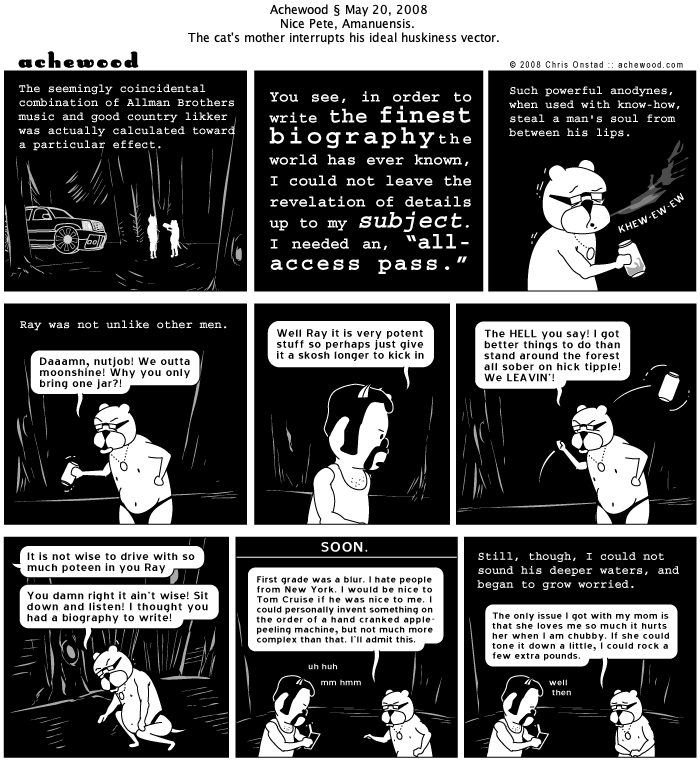 Achewood § May 20, 2008
Nice Pete, Amanuensis.
The cat's mother interrupts his ideal huskiness vector.
achewood
© 2008 Chris Onstad :: achewood.com
The seemingly coincidental
combination of Allman Brothers
music and good country likker
was actually calculated toward
a particular effect.
You see, in order to
write the finest
biography the
world has ever known,
I could not leave the
revelation of details
up to my subject.
I needed an, “all-
access pass.”
Such powerful anodynes,
when used with know-how,
steal a man's soul from
between his lips.
KHEW-EW-EW
Ray was not unlike other men.
Daaamn, nutjob! We outta
moonshine! Why you only
bring one jar?!
Well Ray it is very potent
stuff so perhaps just give
it a skosh longer to kick in
The HELL you say! I got
better things to do than
stand around the forest
all sober on hick tipple!
We LEAVIN'!
It is not wise to drive with so
much poteen in you Ray
You damn right it ain't wise! Sit
down and listen! I thought you
had a biography to write!
SOON.
First grade was a blur. I hate people
from New York. I would be nice to
Tom Cruise if he was nice to me. I
could personally invent something on
the order of a hand cranked apple-
peeling machine, but not much more
complex than that. I'll admit this.
uh huh
mm hmm
Still, though, I could not
sound his deeper waters, and
began to grow worried.
The only issue I got with my mom is
that she loves me so much it hurts
her when I am chubby. If she could
tone it down a little, I could rock a
few extra pounds.
well
then